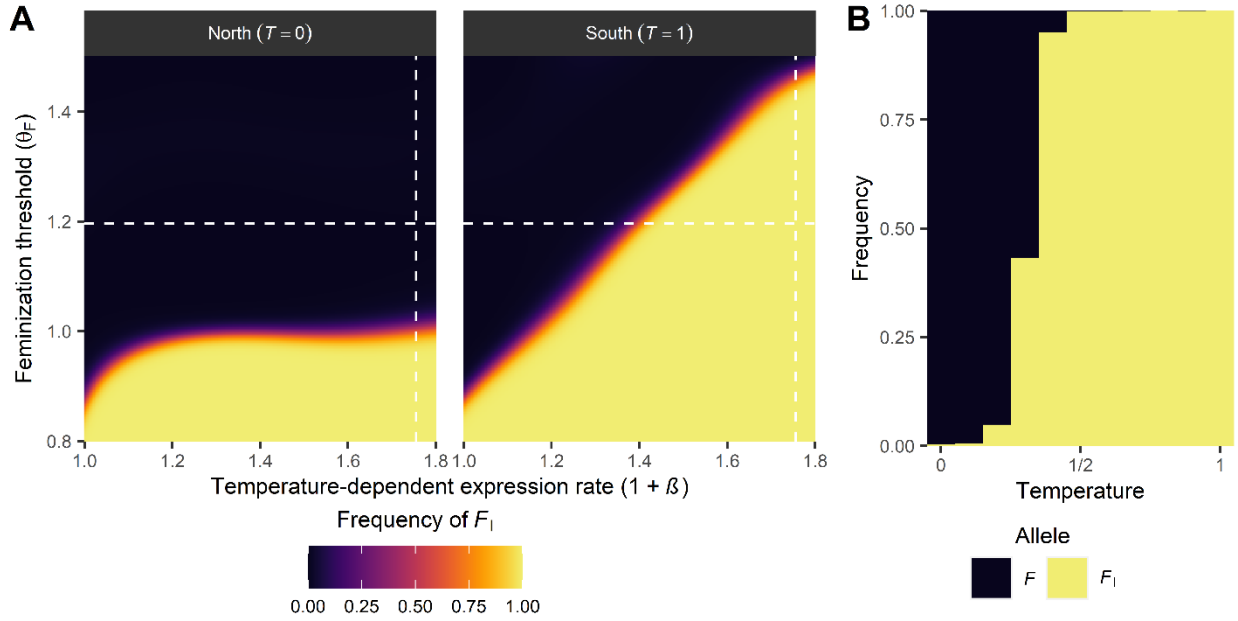 A
North (T = 0)
South (T = 1)
Feminization threshold (θF)
1.4
1.2
1.0
0.8
1.0
1.2
1.4
1.6
1.8
1.0
1.2
1.4
1.6
1.8
Temperature-dependent expression rate (1 + ß)
Frequency of FI
0.00
0.25
0.50
0.75
1.00
B
1.00
0.75
0.50
0.25
0.00
Frequency
0
1/2
1
Temperature
Allele
F
FI